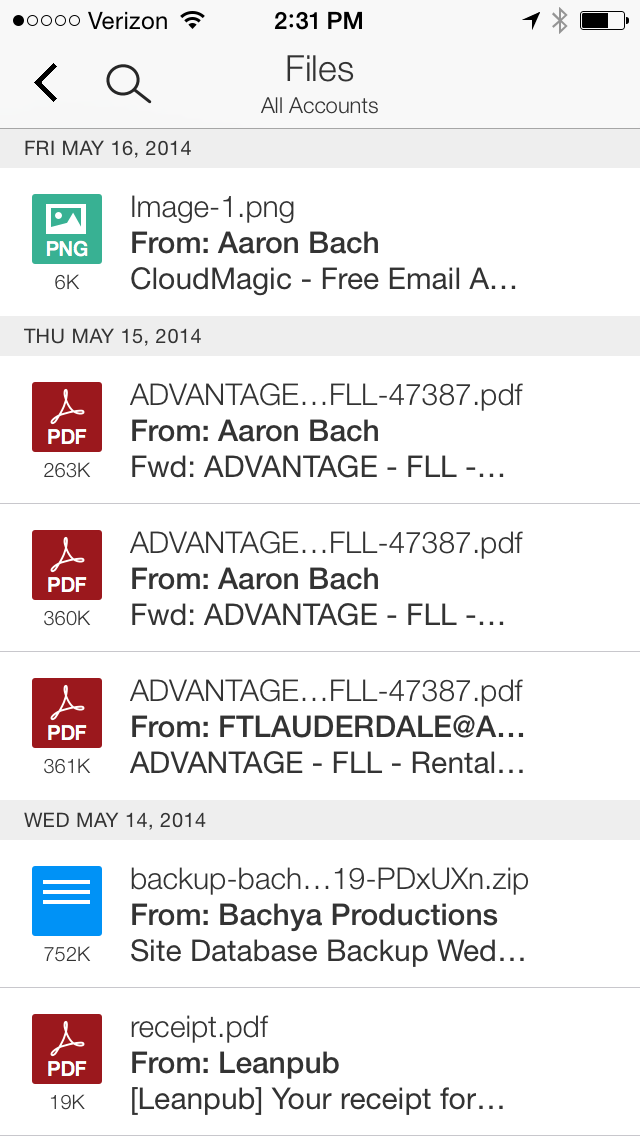 Verizon 2:31 PM
Files
All Accounts
FRI MAY 16, 2014
Image-1.png
PNG
From: Aaron Bach
6K
CloudMagic - Free Email A…
THU MAY 15, 2014
ADVANTAGE…FLL-47387.pdf
PDF
From: Aaron Bach
263K
Fwd: ADVANTAGE - FLL -…
ADVANTAGE…FLL-47387.pdf
PDF
From: Aaron Bach
360K
Fwd: ADVANTAGE - FLL -…
ADVANTAGE…FLL-47387.pdf
PDF
From: FTLAUDERDALE@A…
361K
ADVANTAGE - FLL - Rental…
WED MAY 14, 2014
backup-bach…19-PDxUXn.zip
From: Bachya Productions
752K
Site Database Backup Wed…
receipt.pdf
PDF
From: Leanpub
19K
[Leanpub] Your receipt for…